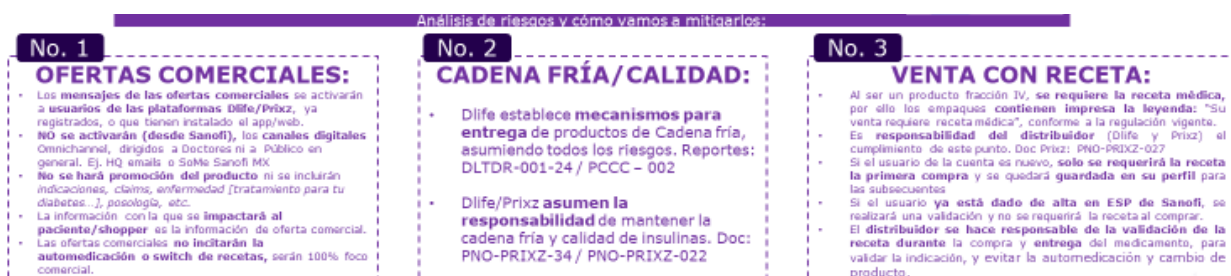 Análisis de riesgos y cómo vamos a mitigarlos:
No. 1
OFERTAS COMERCIALES:
• Los mensajes de las ofertas comerciales se activarán
a usuarios de las plataformas Dlife/Prixz, ya
registrados, o que tienen instalado el app/web.
• NO se activarán (desde Sanofi), los canales digitales
Omnichannel, dirigidos a Doctores ni a Público en
general. Ej. HQ emails o SoMe Sanofi MX
• No se hará promoción del producto ni se incluirán
indicaciones, claims, enfermedad [tratamiento para tu
diabetes...], posología, etc.
• La información con la que se impactará al
paciente/shopper es la información de oferta comercial.
• Las ofertas comerciales no incitarán la
automedicación o switch de recetas, serán 100% foco
comercial.
No. 2
CADENA FRÍA/CALIDAD:
• Dlife establece mecanismos para
entrega de productos de Cadena fría,
asumiendo todos los riesgos. Reportes:
DLTDR-001-24 / PCCC – 002
• Dlife/Prixz asumen la
responsabilidad de mantener la
cadena fría y calidad de insulinas. Doc:
PNO-PRIXZ-34 / PNO-PRIXZ-022
No. 3
VENTA CON RECETA:
• Al ser un producto fracción IV, se requiere la receta médica,
por ello los empaques contienen impresa la leyenda: "Su
venta requiere receta médica", conforme a la regulación vigente.
• Es responsabilidad del distribuidor (Dlife y Prixz) el
cumplimiento de este punto. Doc Prixz: PNO-PRIXZ-027
• Si el usuario de la cuenta es nuevo, solo se requerirá la receta
la primera compra y se quedará guardada en su perfil para
las subsecuentes
• Si el usuario ya está dado de alta en ESP de Sanofi, se
realizará una validación y no se requerirá la receta al comprar.
• El distribuidor se hace responsable de la validación de la
receta durante la compra y entrega del medicamento, para
validar la indicación, y evitar la automedicación y cambio de
producto.